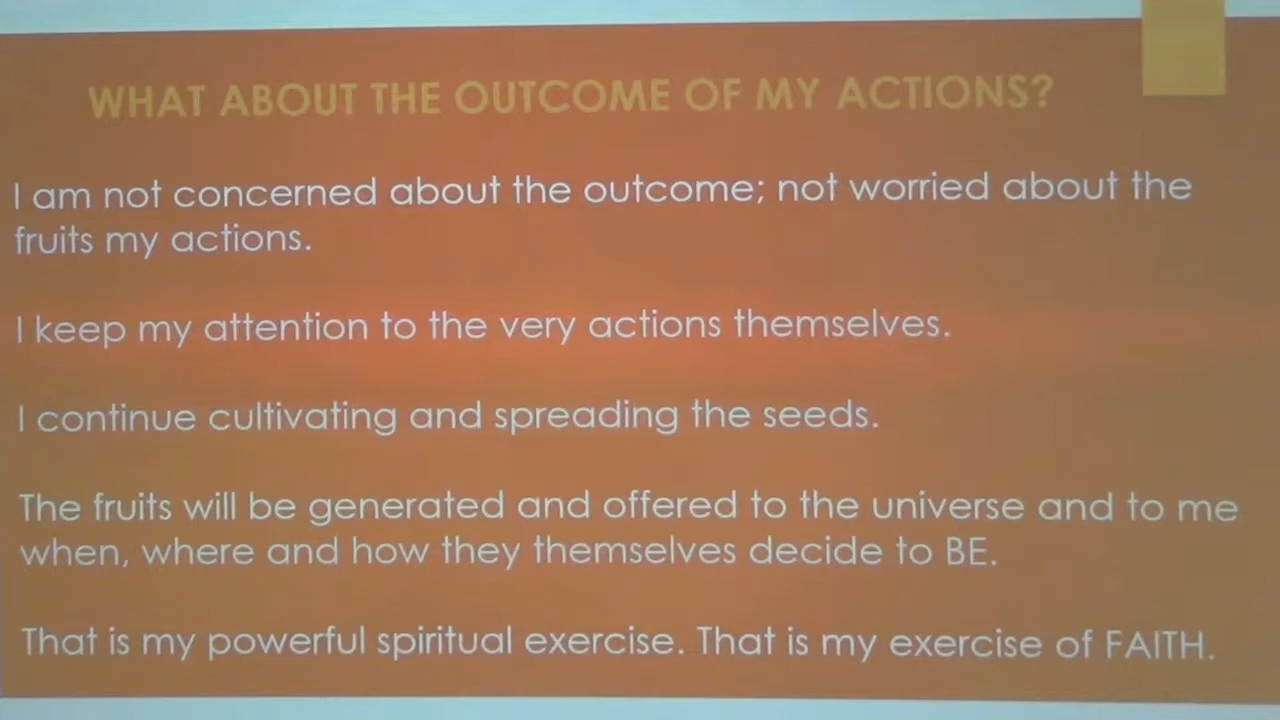 WHAT ABOUT THE OUTCOME OF MY ACTIONS?
I am not concerned about the outcome; not worried about the
fruits my actions.
I keep my attention to the very actions themselves.
I continue cultivating and spreading the seeds.
The fruits will be generated and offered to the universe and to me
when, where and how they themselves decide to BE.
That is my powerful spiritual exercise. That is my exercise of FAITH.